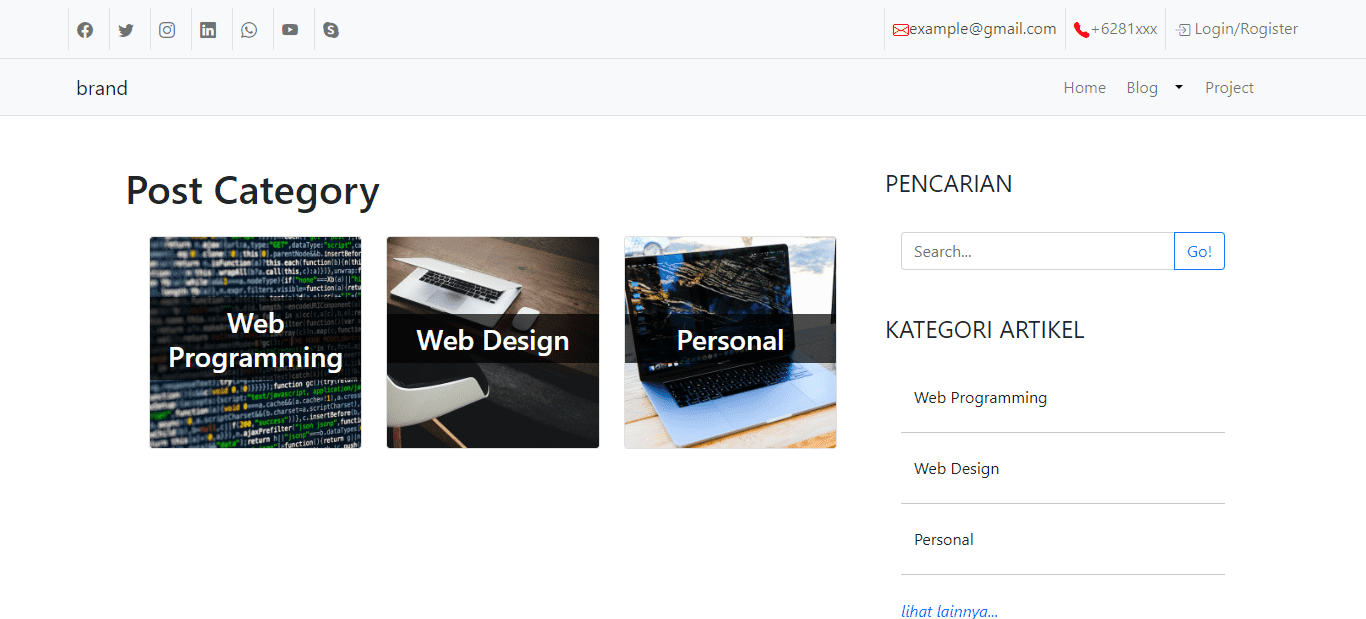 example@gmail.com
+6281xxx
Login/Rogister
brand
Home
Blog
Project
Post Category
Web
Programming
Web Design
Personal
PENCARIAN
Search...
Go!
KATEGORI ARTIKEL
Web Programming
Web Design
Personal
lihat lainnya...